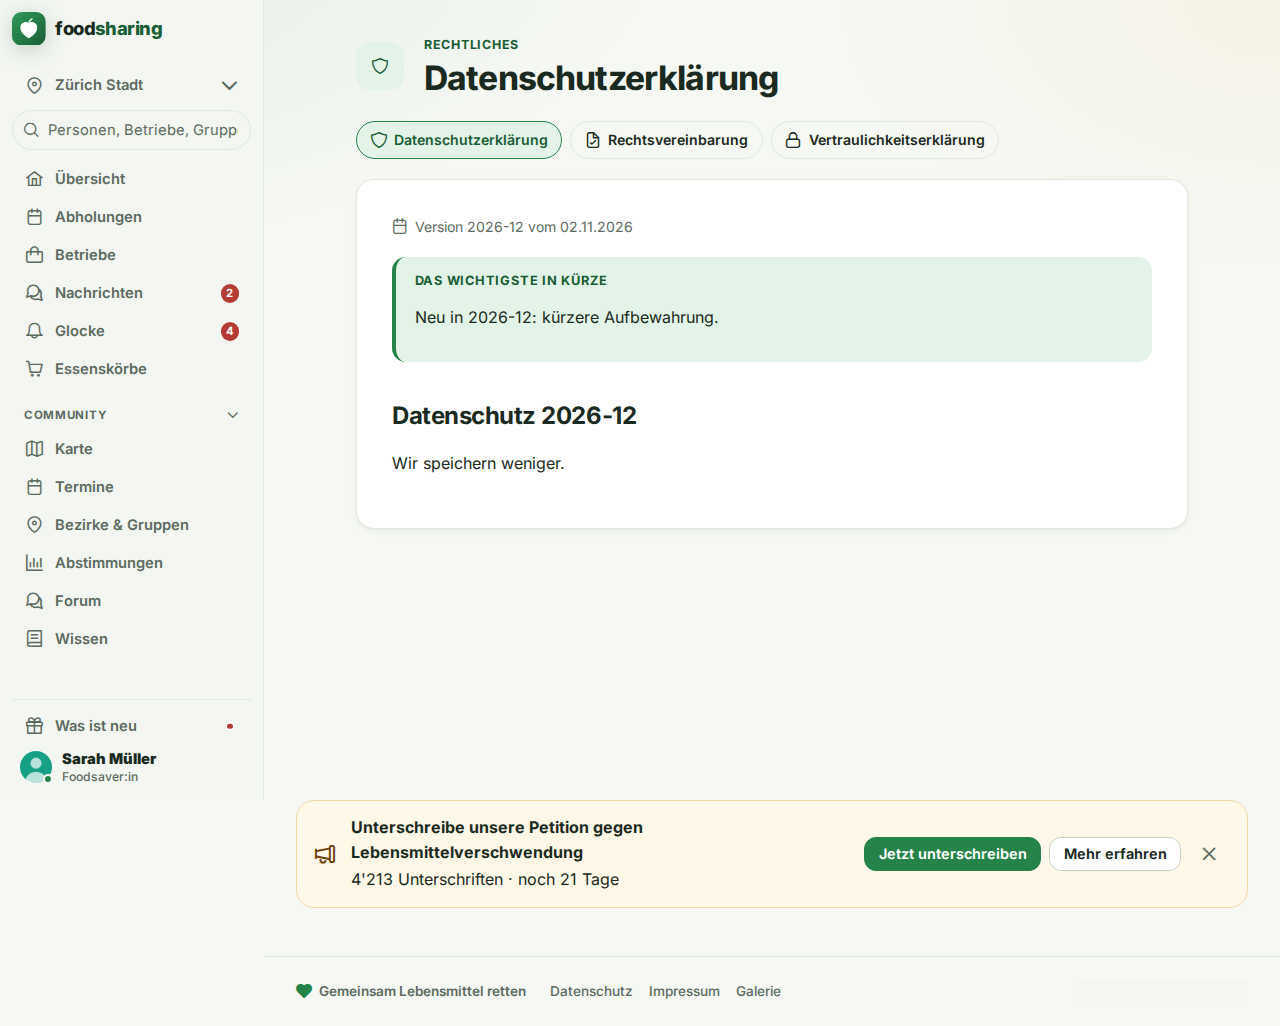 foodsharing
Zürich Stadt
Personen, Betriebe, Grupp
Übersicht
Abholungen
Betriebe
Nachrichten 2
Glocke 4
Essenskörbe
COMMUNITY
Karte
Termine
Bezirke & Gruppen
Abstimmungen
Forum
Wissen
Was ist neu
Sarah Müller
Foodsaver:in
RECHTLICHES
Datenschutzerklärung
Datenschutzerklärung Rechtsvereinbarung Vertraulichkeitserklärung
Version 2026-12 vom 02.11.2026
DAS WICHTIGSTE IN KÜRZE
Neu in 2026-12: kürzere Aufbewahrung.
Datenschutz 2026-12
Wir speichern weniger.
Unterschreibe unsere Petition gegen
Lebensmittelverschwendung
4'213 Unterschriften · noch 21 Tage
Jetzt unterschreiben Mehr erfahren
Gemeinsam Lebensmittel retten Datenschutz Impressum Galerie